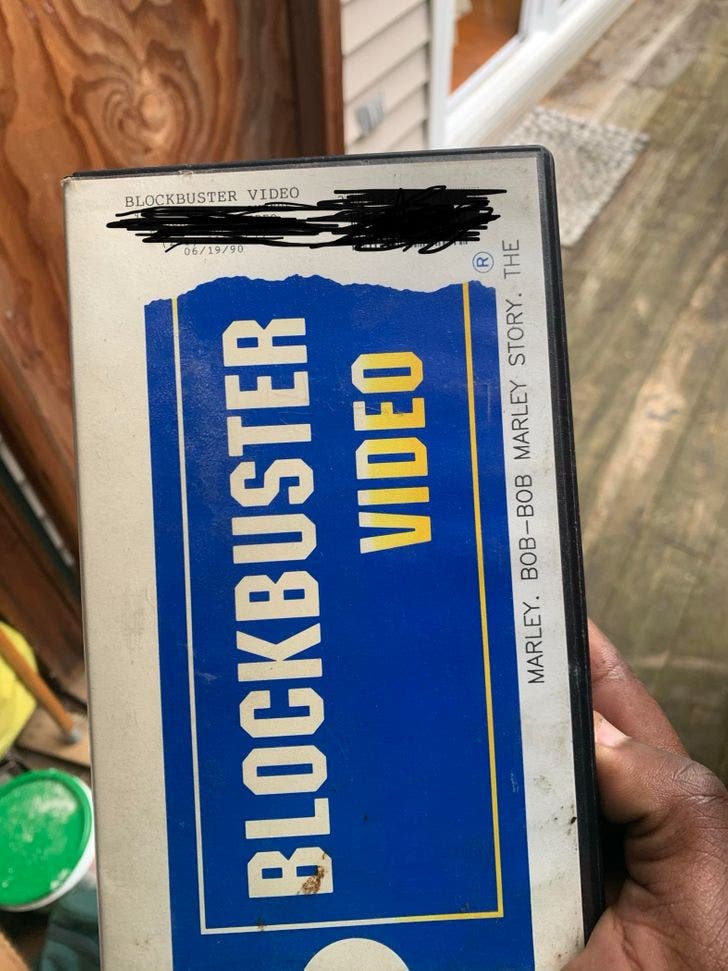 BLOCKBUSTER VIDEO
06/19/90
BLOCKBUSTER
VIDEO
®
MARLEY. BOB-BOB MARLEY STORY. THE